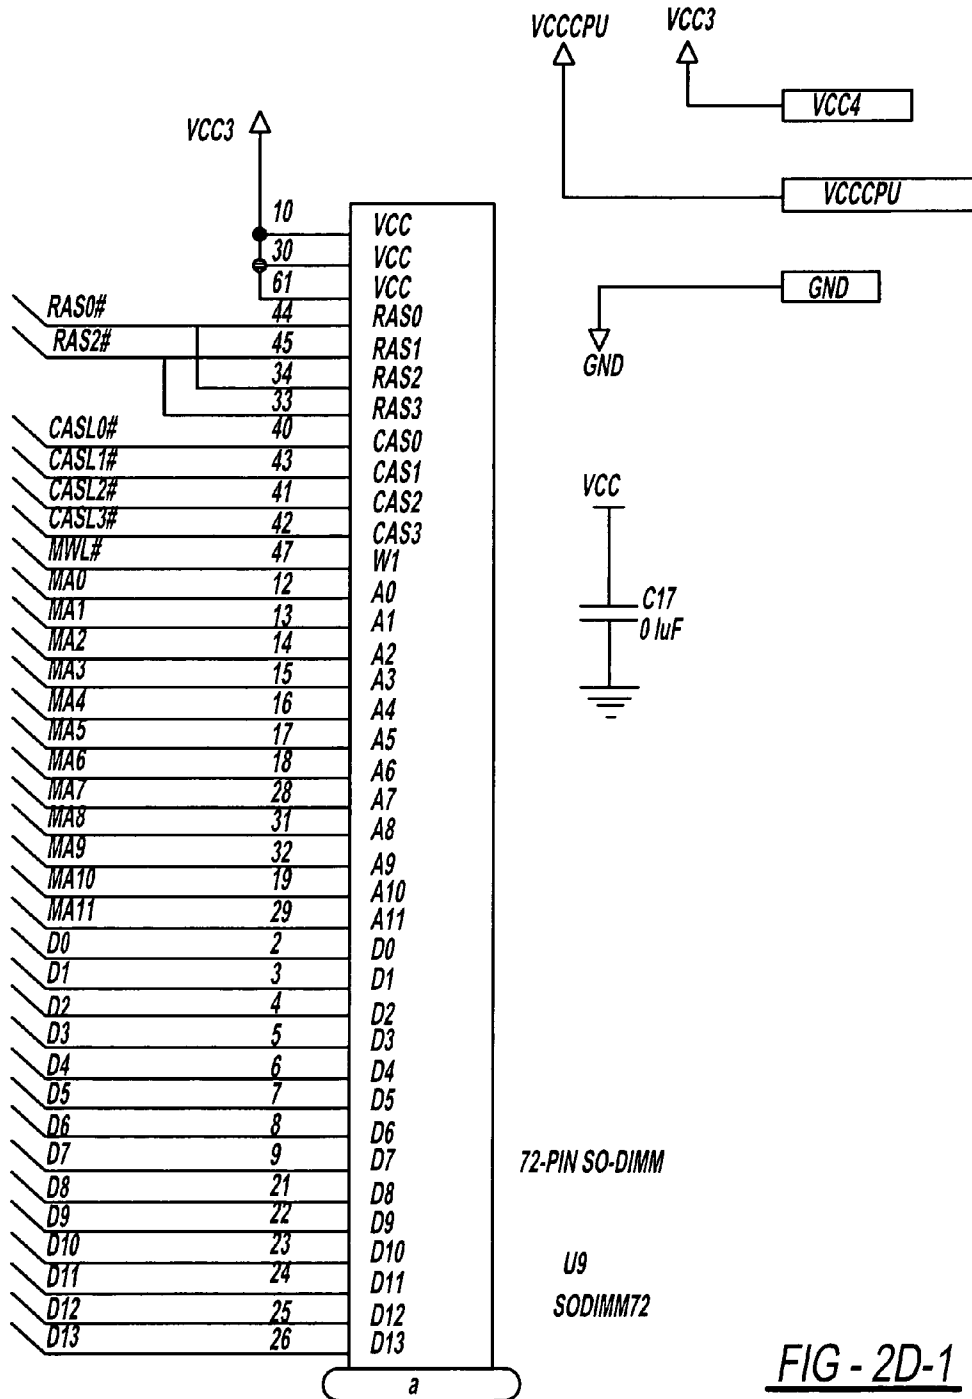 VCCCPU VCC3
VCC4
VCC3
VCCCPU
10 VCC
30 VCC
61 VCC
GND
RAS0# 44 RAS0
RAS2# 45 RAS1
GND
34 RAS2
33 RAS3
CASL0# 40 CAS0
CASL1# 43 CAS1
CASL2# 41 CAS2
VCC
CASL3# 42 CAS3
MWL# 47 W1
MA0 12 A0
C17
MA1 13 A1
0 1uF
MA2 14 A2
MA3 15 A3
MA4 16 A4
MA5 17 A5
MA6 18 A6
MA7 28 A7
MA8 31 A8
MA9 32 A9
MA10 19 A10
MA11 29 A11
D0 2 D0
D1 3 D1
D2 4 D2
D3 5 D3
D4 6 D4
D5 7 D5
D6 8 D6
D7 9 D7
72-PIN SO-DIMM
D8 21 D8
D9 22 D9
D10 23 D10
U9
D11 24 D11
SODIMM72
D12 25 D12
D13 26 D13
FIG - 2D-1
a